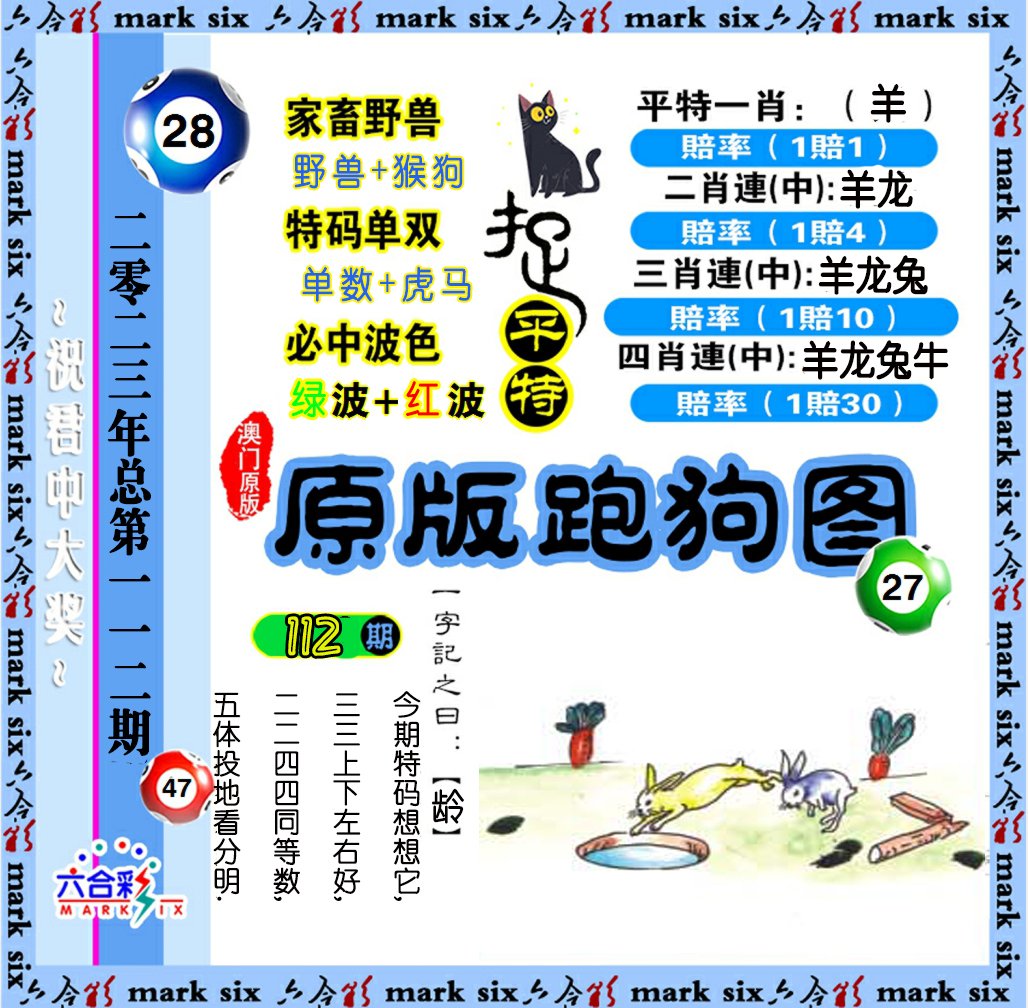 六合彩 mark six 六合彩 mark six 六合彩 mark six 六合彩 mark six
28
家畜野兽
野兽+猴狗
特码单双
单数+虎马
必中波色
绿波+红波
捉平特
平特一肖：（羊）
賠率（1賠1）
二肖連(中):羊龙
賠率（1賠4）
三肖連(中):羊龙兔
賠率（1賠10）
四肖連(中):羊龙兔牛
賠率（1賠30）
~祝君中大奖~
二零二三年总第一一二期
澳门原版
原版跑狗图
27
112期
一字記之曰：【龄】
今期特码想想它,
三三上下左右好,
二二四四同等数,
五体投地看分明.
47
六合彩
MARK SIX
六合彩 mark six 六合彩 mark six 六合彩 mark six 六合彩 mark six